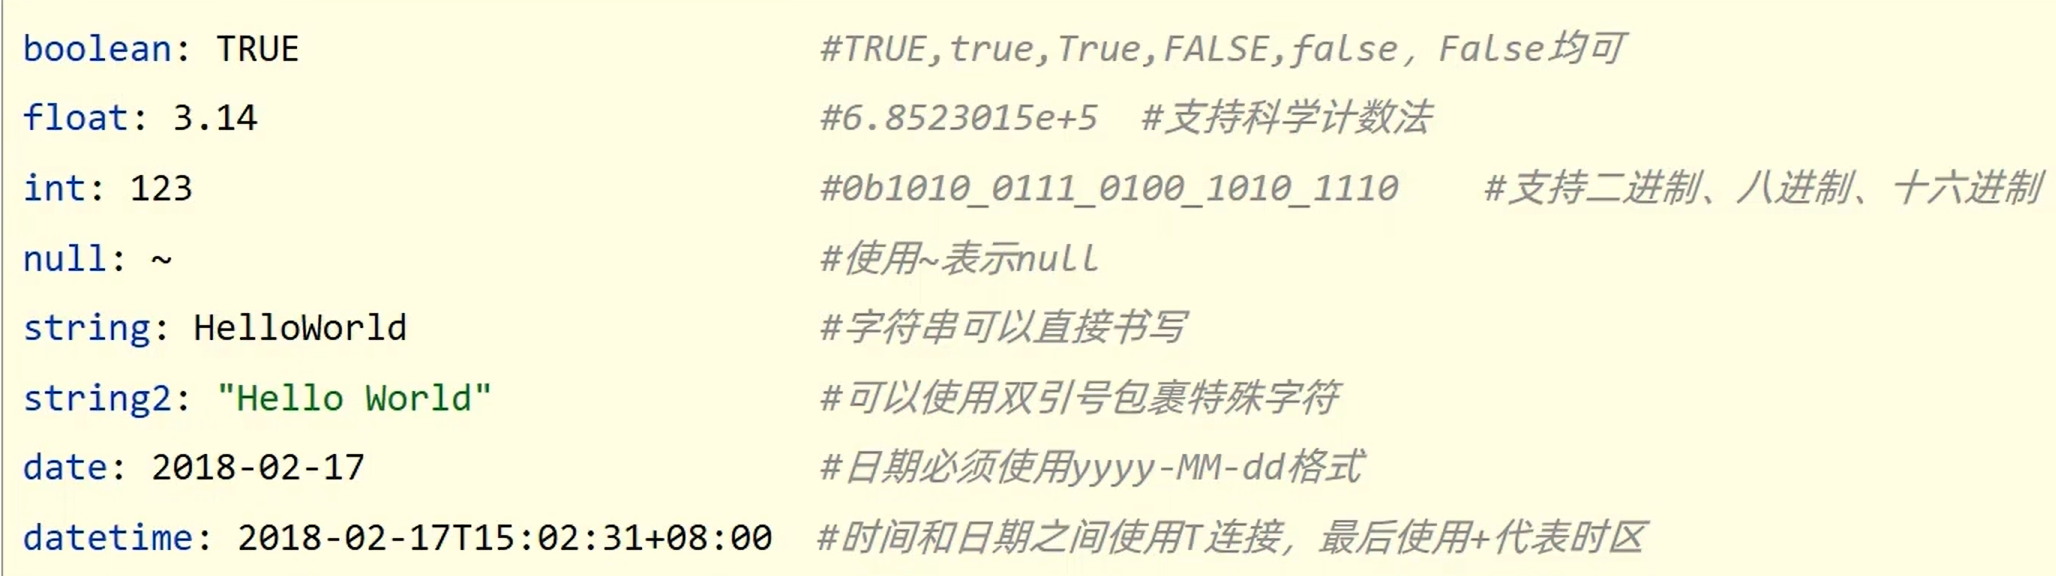 boolean: TRUE #TRUE,true,True,FALSE,false，False均可
float: 3.14 #6.8523015e+5 #支持科学计数法
int: 123 #0b1010_0111_0100_1010_1110 #支持二进制、八进制、十六进制
null: ~ #使用~表示null
string: HelloWorld #字符串可以直接书写
string2: "Hello World" #可以使用双引号包裹特殊字符
date: 2018-02-17 #日期必须使用yyyy-MM-dd格式
datetime: 2018-02-17T15:02:31+08:00 #时间和日期之间使用T连接，最后使用+代表时区